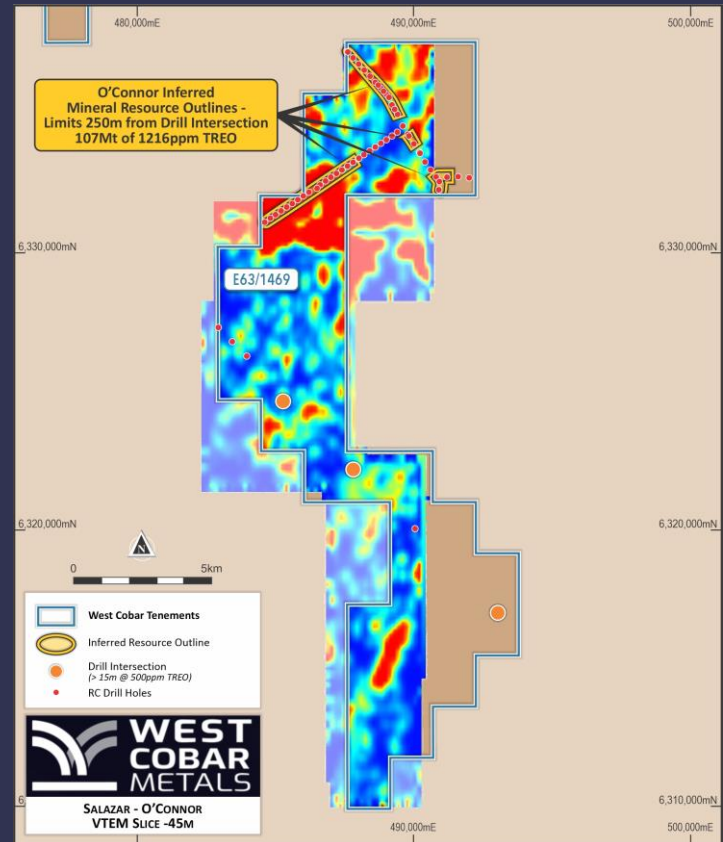 480,000mE
490,000mE
500,000mE
O'Connor Inferred
Mineral Resource Outlines -
Limits 250m from Drill Intersection
107Mt of 1216ppm TREO
6,330,000mN
6,330,000mN
E63/1469
6,320,000mN
6,320,000mN
N
0
5km
West Cobar Tenements
Inferred Resource Outline
Drill Intersection
(> 15m @ 500ppm TREO)
RC Drill Holes
WEST
COBAR
METALS
SALAZAR - O'CONNOR
VTEM SLICE -45M
6,310,000mN
490,000mE
500,000mE